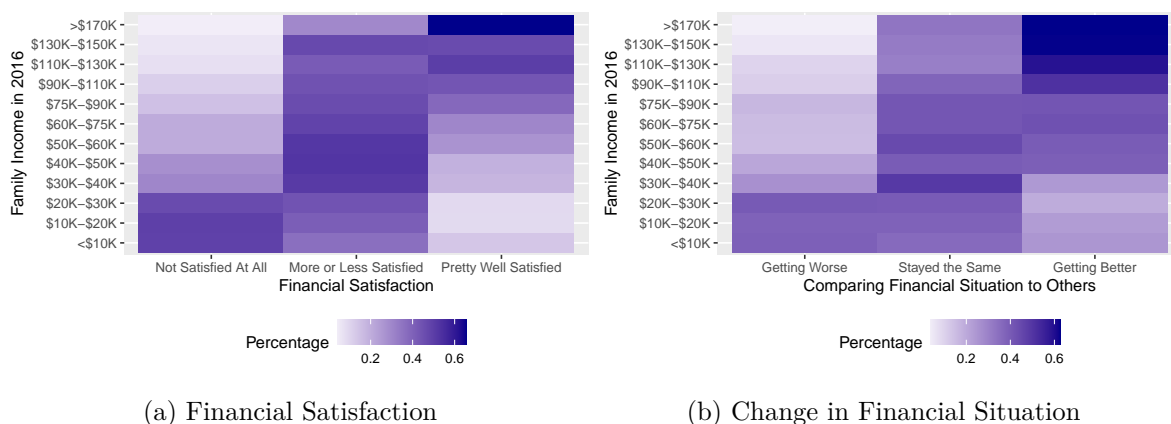 Family Income in 2016
>$170K
$130K–$150K
$110K–$130K
$90K–$110K
$75K–$90K
$60K–$75K
$50K–$60K
$40K–$50K
$30K–$40K
$20K–$30K
$10K–$20K
<$10K
Not Satisfied At All More or Less Satisfied Pretty Well Satisfied
Financial Satisfaction
Percentage
0.2 0.4 0.6
(a) Financial Satisfaction
Family Income in 2016
>$170K
$130K–$150K
$110K–$130K
$90K–$110K
$75K–$90K
$60K–$75K
$50K–$60K
$40K–$50K
$30K–$40K
$20K–$30K
$10K–$20K
<$10K
Getting Worse Stayed the Same Getting Better
Comparing Financial Situation to Others
Percentage
0.2 0.4 0.6
(b) Change in Financial Situation